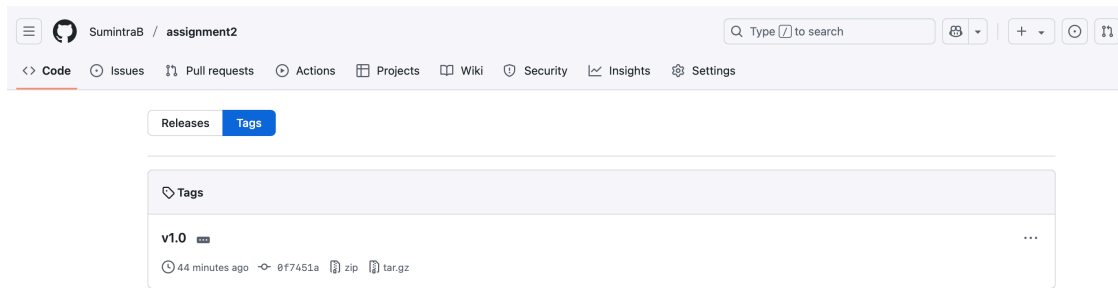 SumintraB / assignment2
Type / to search
Code Issues Pull requests Actions Projects Wiki Security Insights Settings
Releases Tags
Tags
v1.0
44 minutes ago 0f7451a zip tar.gz